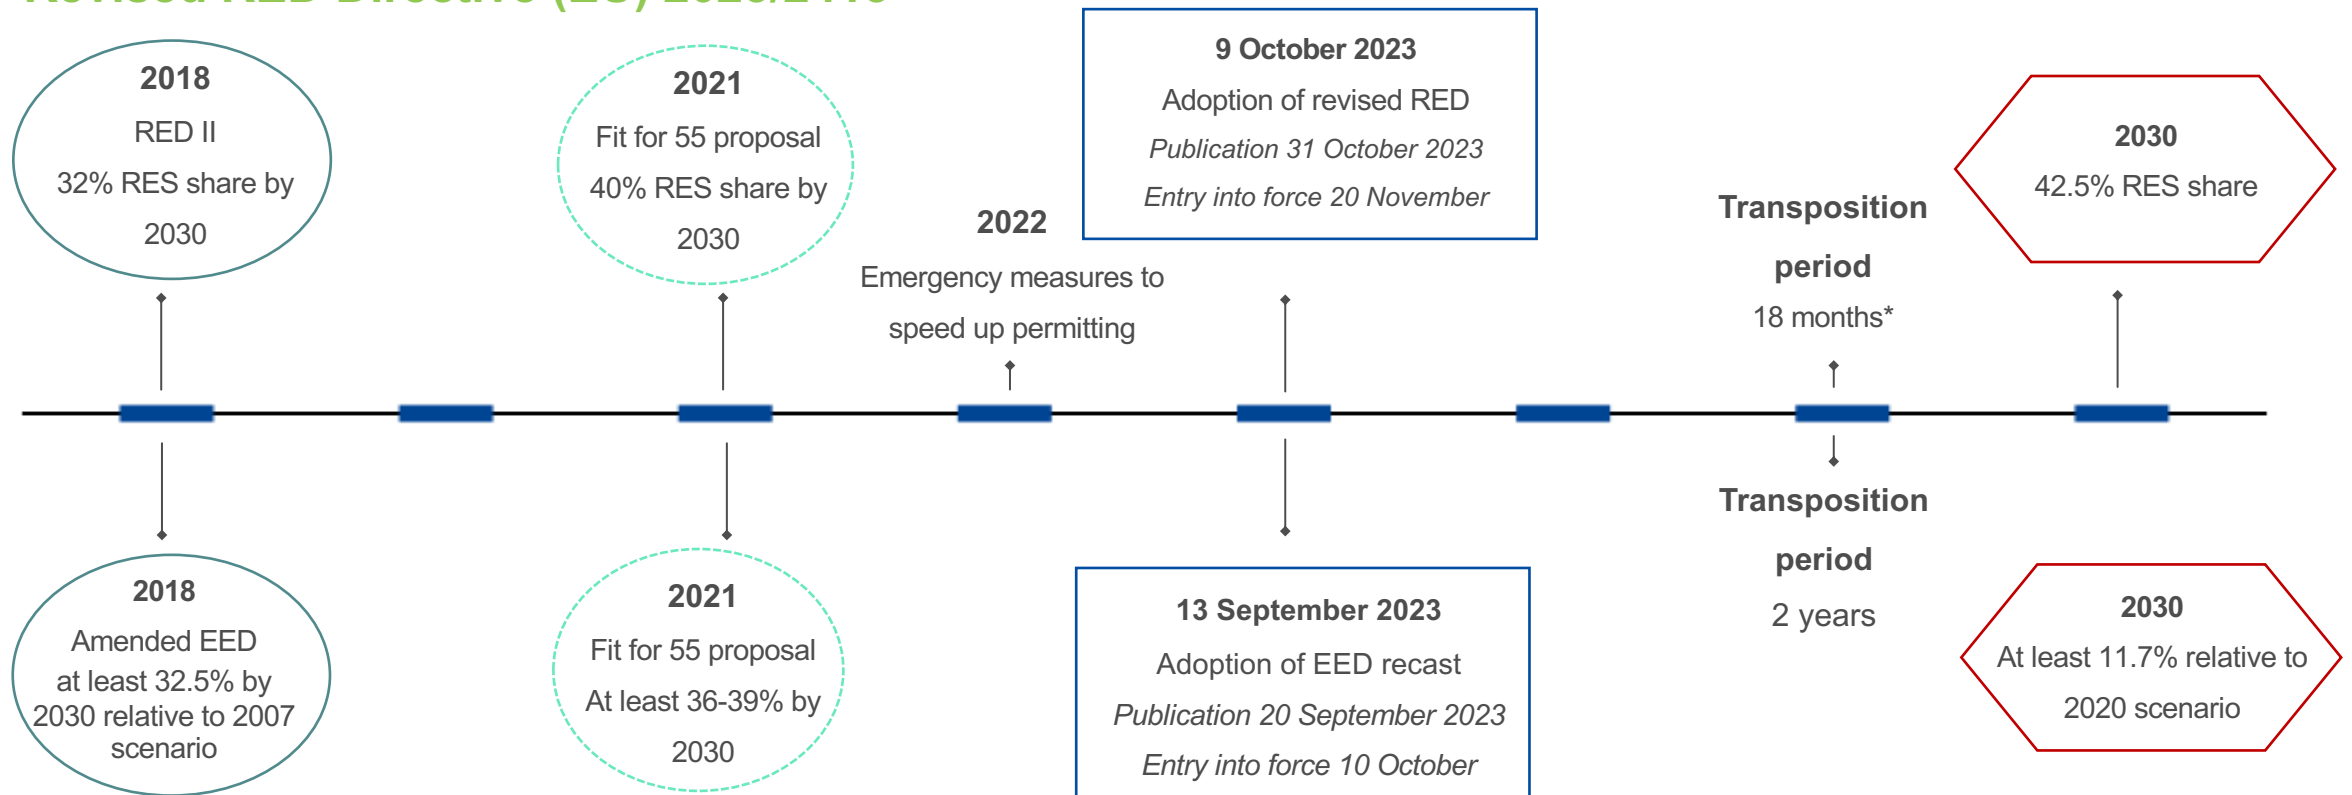 2018
RED II
32% RES share by
2030
2021
Fit for 55 proposal
40% RES share by
2030
2022
Emergency measures to
speed up permitting
9 October 2023
Adoption of revised RED
Publication 31 October 2023
Entry into force 20 November
Transposition
period
18 months*
2030
42.5% RES share
2018
Amended EED
at least 32.5% by
2030 relative to 2007
scenario
2021
Fit for 55 proposal
At least 36-39% by
2030
13 September 2023
Adoption of EED recast
Publication 20 September 2023
Entry into force 10 October
Transposition
period
2 years
2030
At least 11.7% relative to
2020 scenario